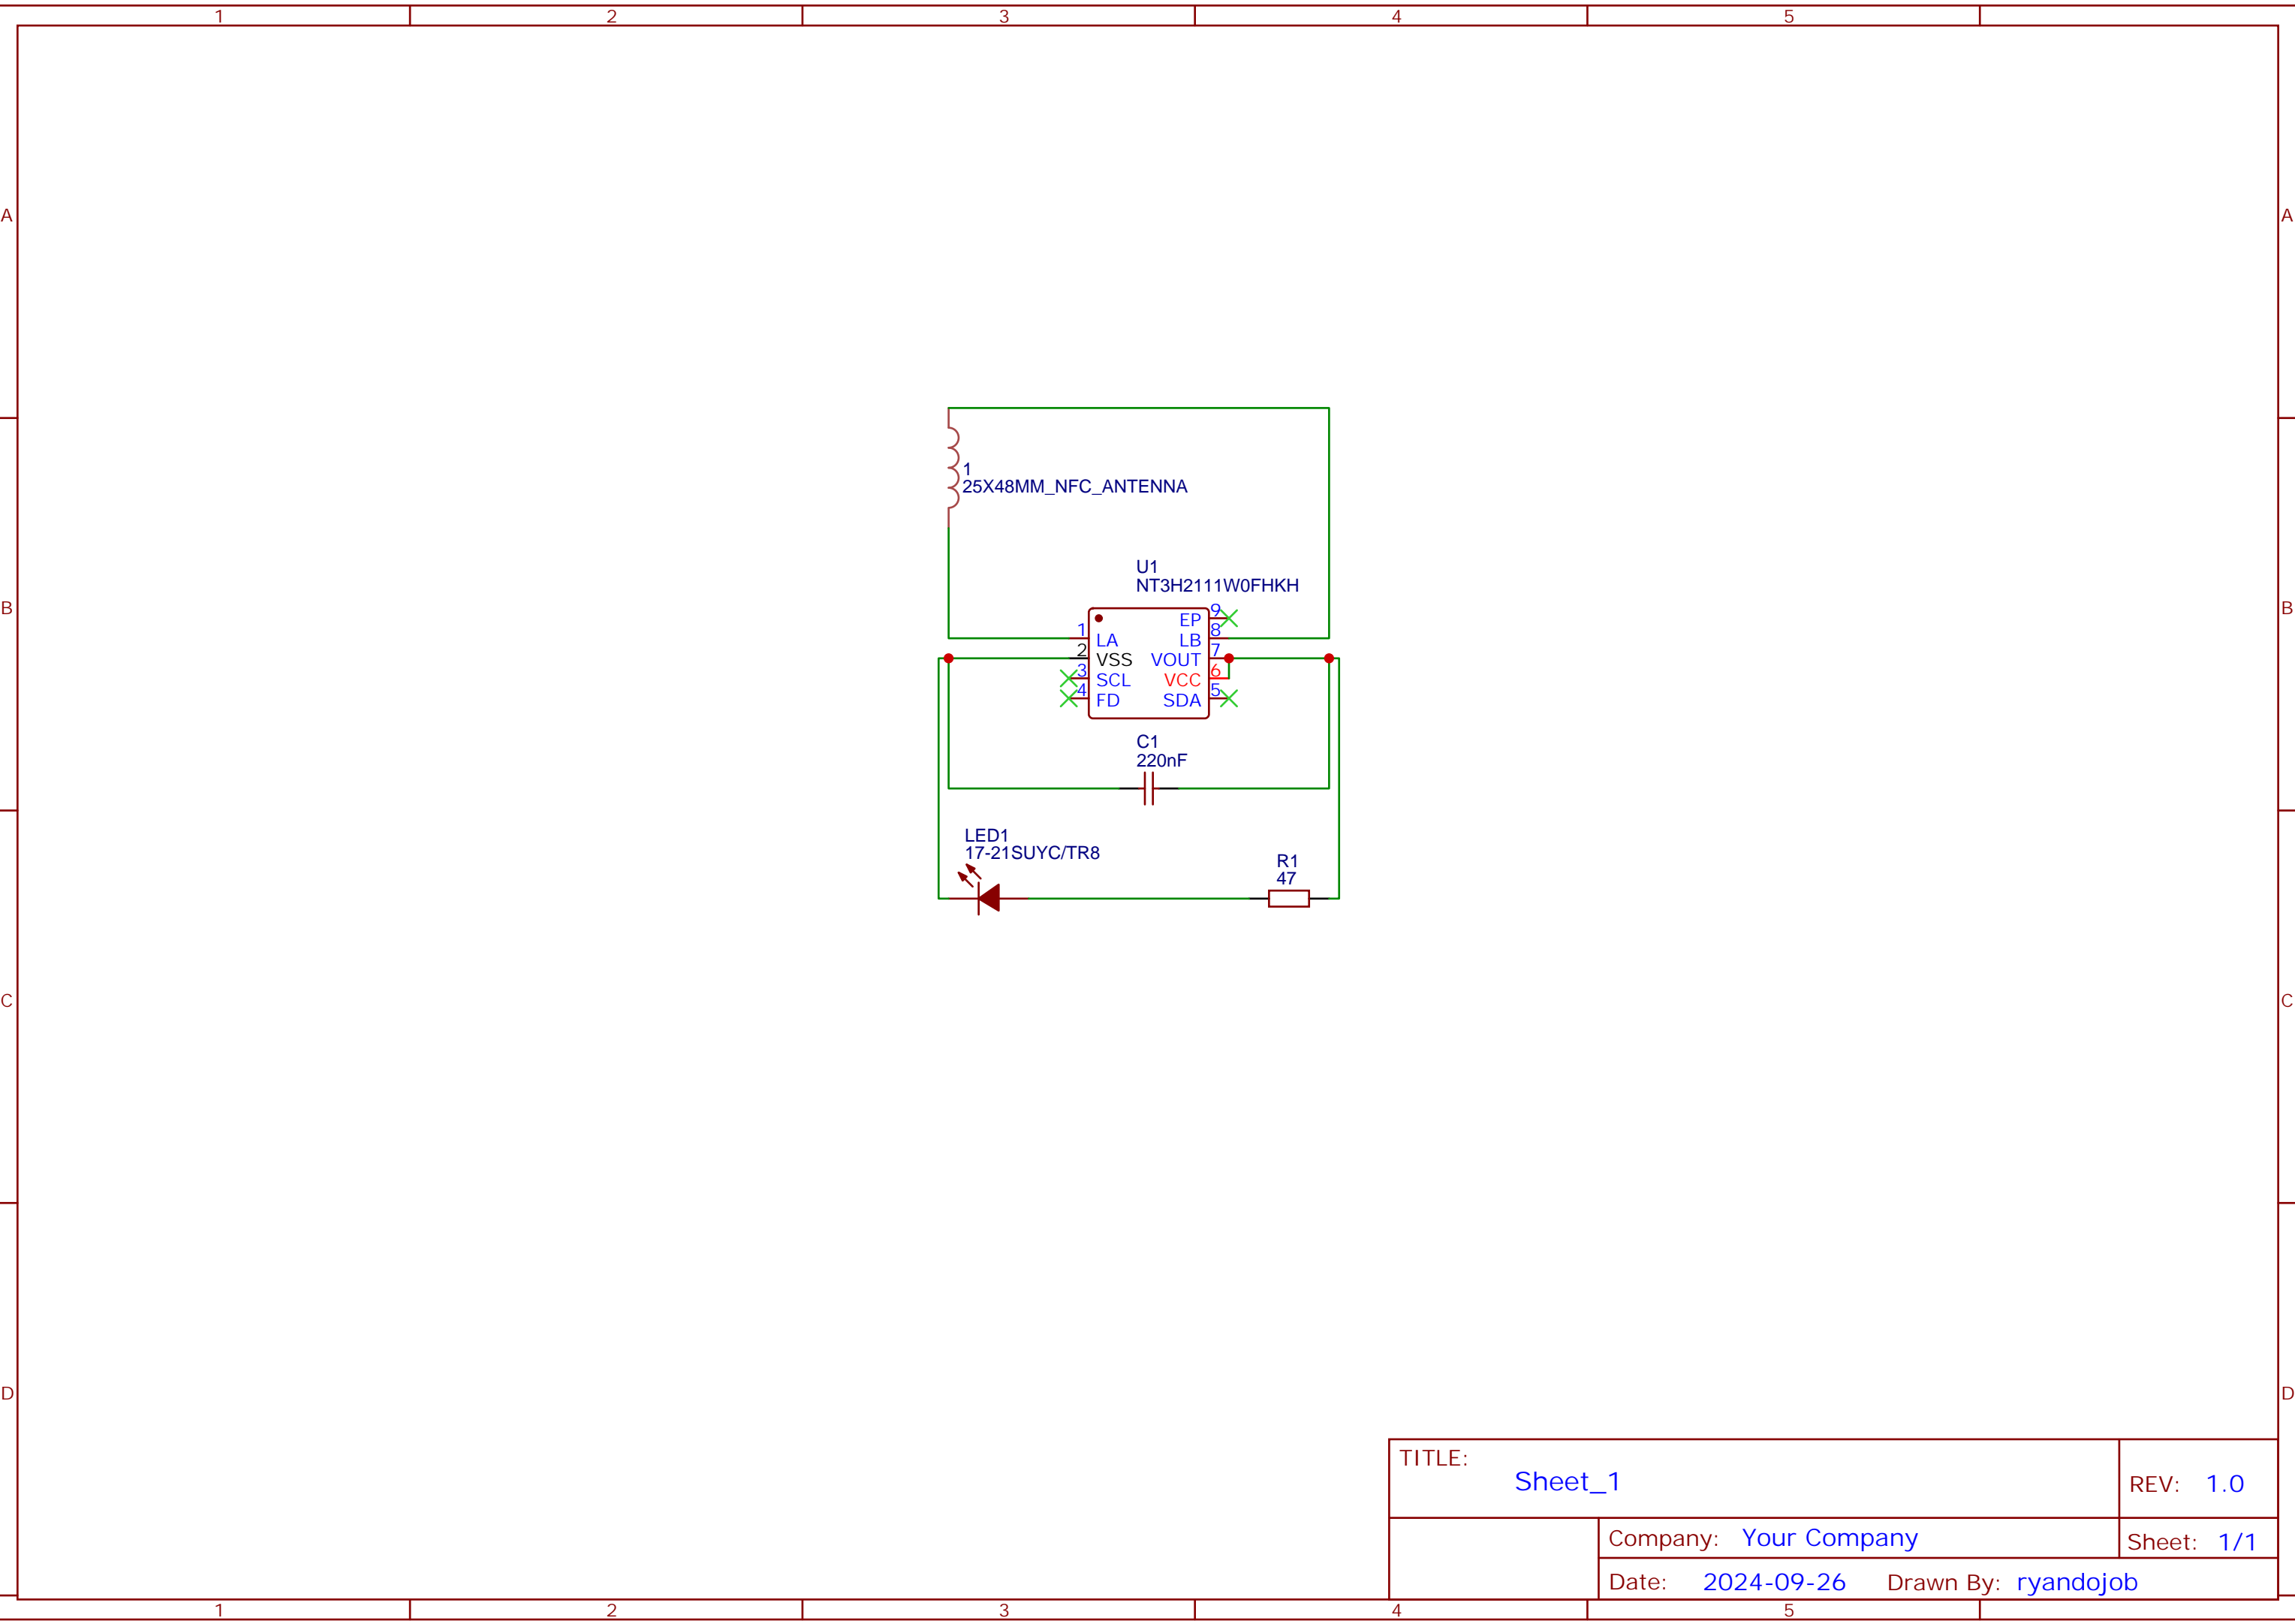 1 2 3 4 5
A A
1
25X48MM_NFC_ANTENNA
U1
NT3H2111W0FHKH
B B
EP 9
1 LA LB 8
2 VSS VOUT 7
3 SCL VCC 6
4 FD SDA 5
C1
220nF
LED1
17-21SUYC/TR8
R1
47
C C
D D
TITLE:
Sheet_1
REV: 1.0
Company: Your Company
Sheet: 1/1
Date: 2024-09-26 Drawn By: ryandojob
1 2 3 4 5